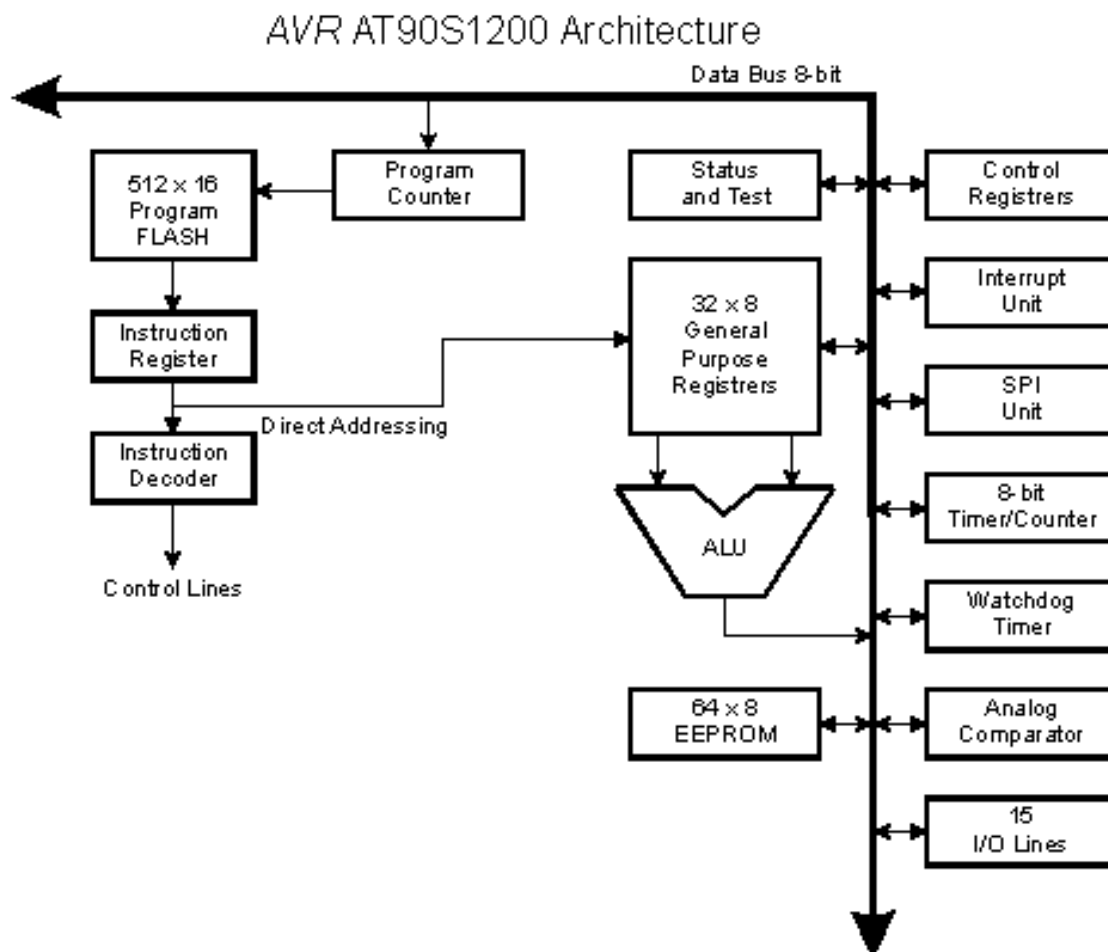 AVR AT90S1200 Architecture
Data Bus 8-bit
512 x 16
Program
FLASH
Program
Counter
Status
and Test
Control
Registrers
Instruction
Register
32 x 8
General
Purpose
Registrers
Interrupt
Unit
SPI
Unit
Direct Addressing
Instruction
Decoder
8-bit
Timer/Counter
ALU
Control Lines
Watchdog
Timer
64 x 8
EEPROM
Analog
Comparator
15
I/O Lines